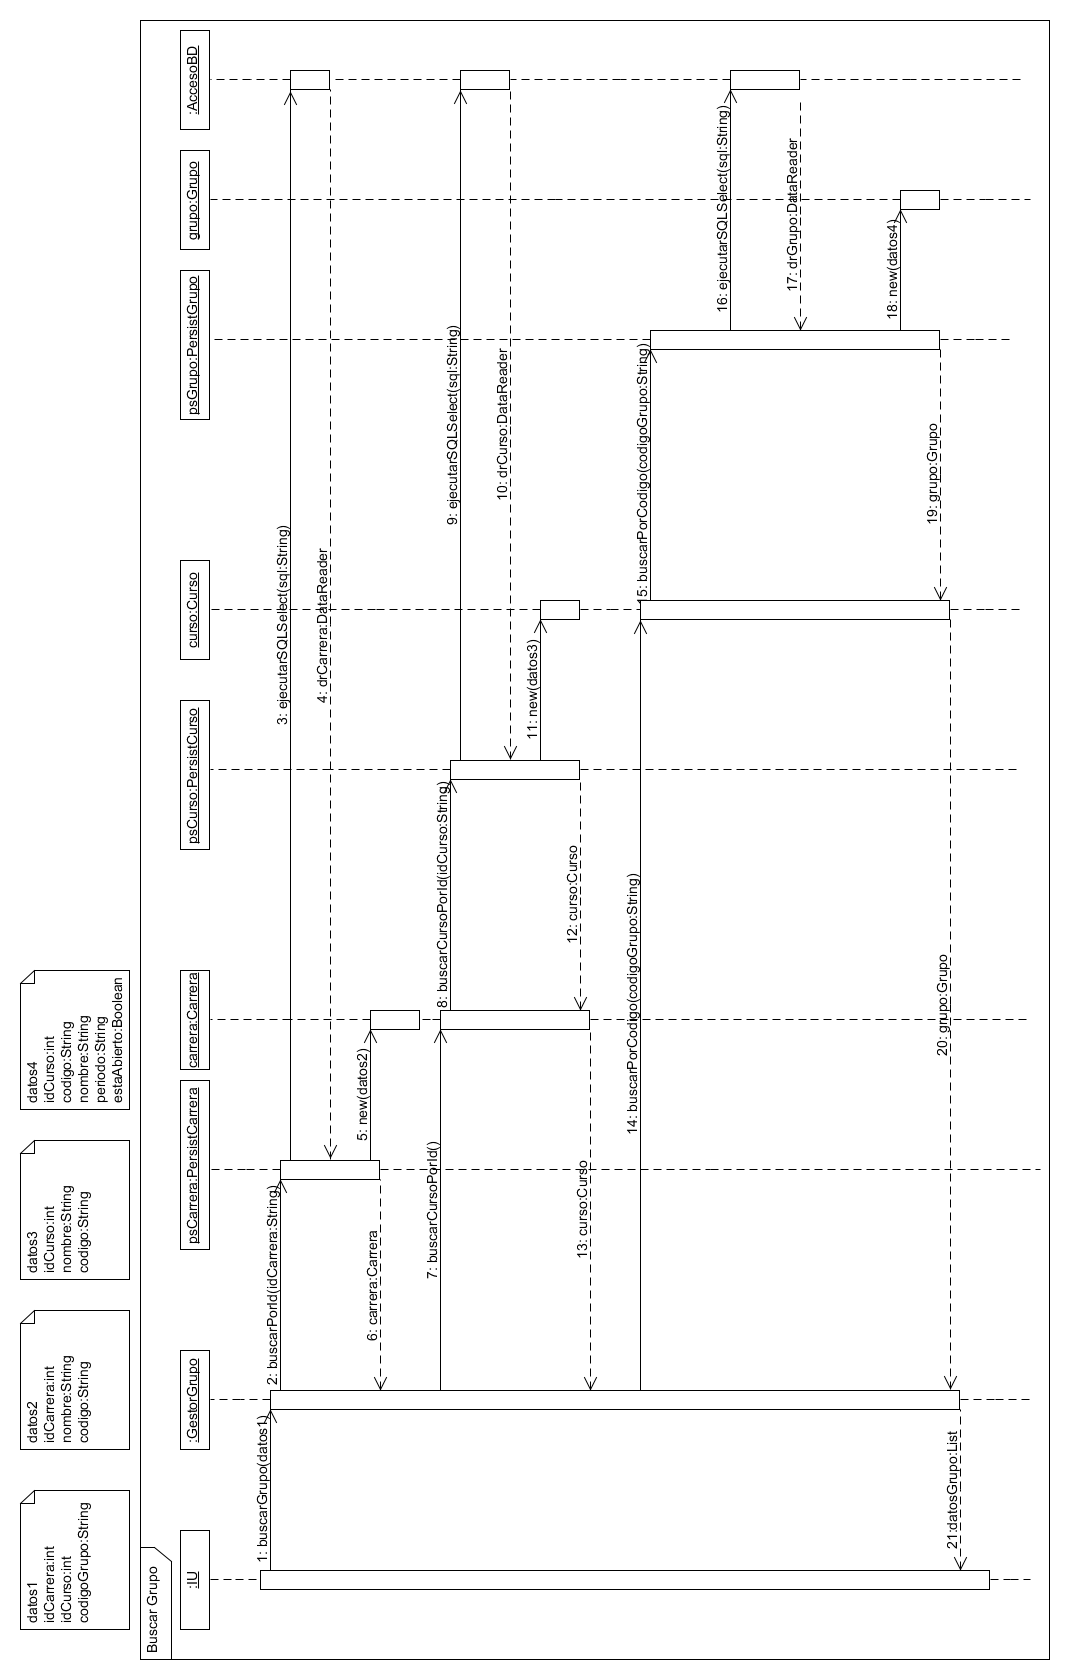 datos1
idCarrera:int
idCurso:int
codigoGrupo:String
datos2
idCarrera:int
nombre:String
codigo:String
datos3
idCurso:int
nombre:String
codigo:String
datos4
idCurso:int
codigo:String
nombre:String
periodo:String
estaAbierto:Boolean
Buscar Grupo
:IU
:GestorGrupo
psCarrera:PersistCarrera
carrera:Carrera
psCurso:PersistCurso
curso:Curso
psGrupo:PersistGrupo
grupo:Grupo
:AccesoBD
1: buscarGrupo(datos1)
2: buscarPorId(idCarrera:String)
3: ejecutarSQLSelect(sql:String)
4: drCarrera:DataReader
5: new(datos2)
6: carrera:Carrera
7: buscarCursoPorId()
8: buscarCursoPorId(idCurso:String)
9: ejecutarSQLSelect(sql:String)
10: drCurso:DataReader
11: new(datos3)
12: curso:Curso
13: curso:Curso
14: buscarPorCodigo(codigoGrupo:String)
15: buscarPorCodigo(codigoGrupo:String)
16: ejecutarSQLSelect(sql:String)
17: drGrupo:DataReader
18: new(datos4)
19: grupo:Grupo
20: grupo:Grupo
21:datosGrupo:List